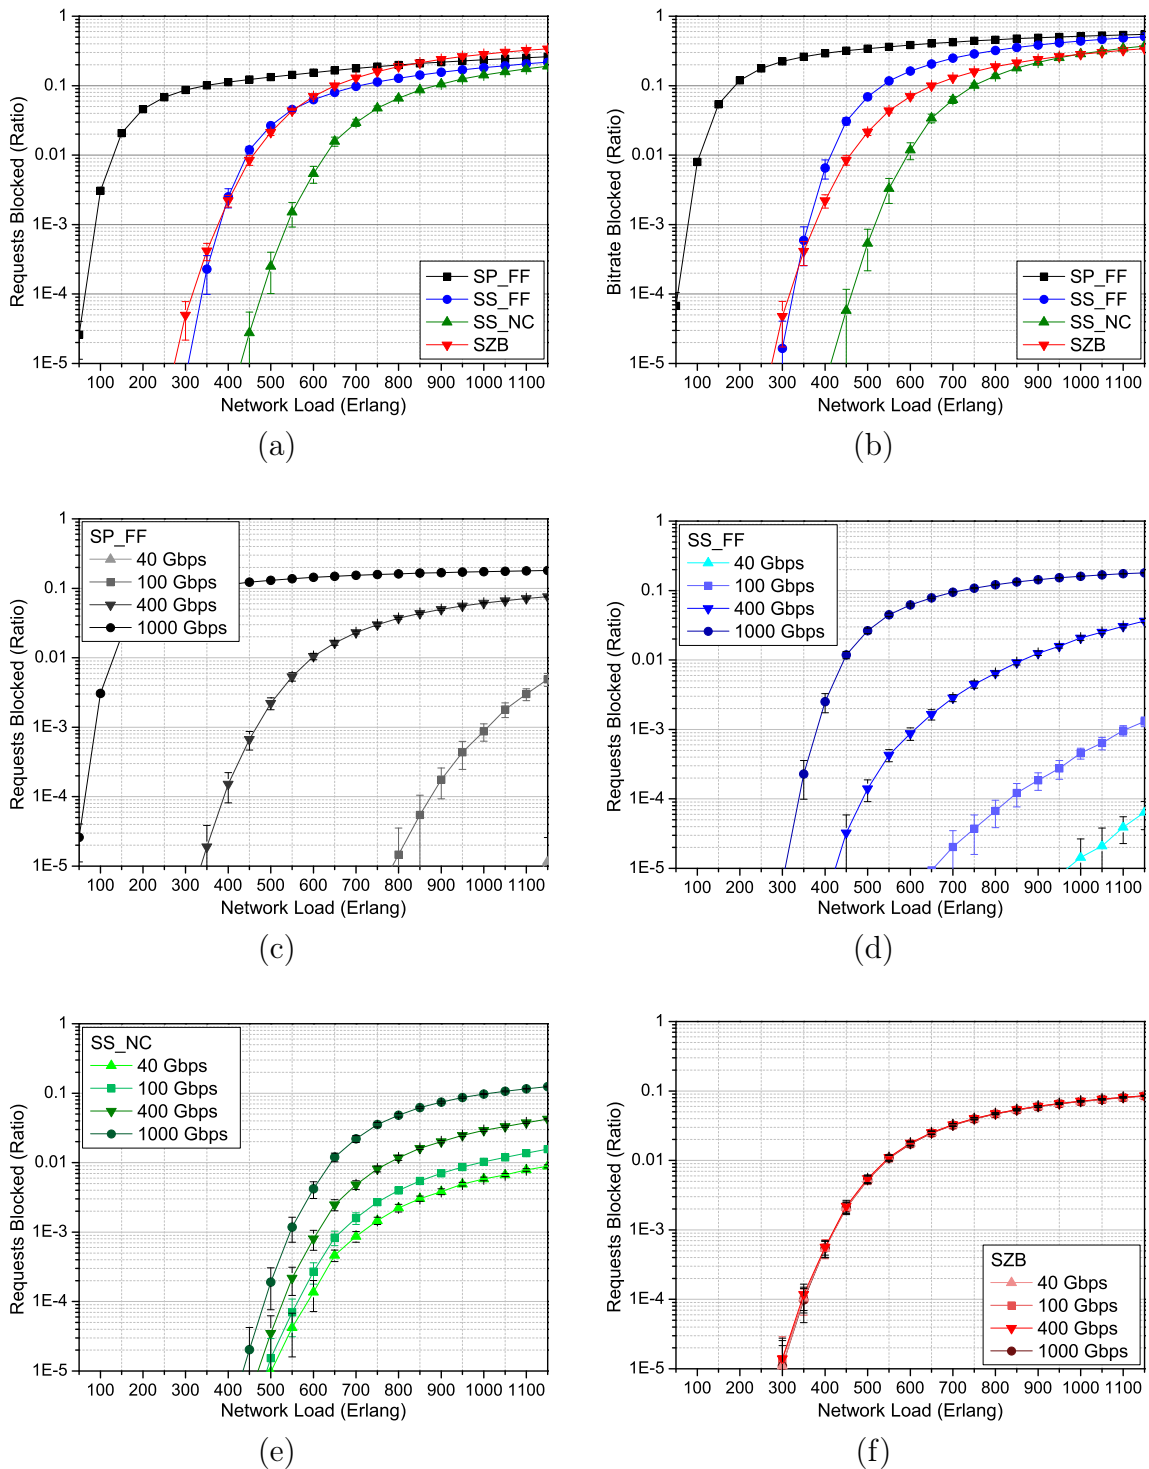 1
0.1
0.01
1E-3
1E-4
1E-5
Requests Blocked (Ratio)
SP_FF
SS_FF
SS_NC
SZB
100 200 300 400 500 600 700 800 900 1000 1100
Network Load (Erlang)
(a)
1
0.1
0.01
1E-3
1E-4
1E-5
Bitrate Blocked (Ratio)
SP_FF
SS_FF
SS_NC
SZB
100 200 300 400 500 600 700 800 900 1000 1100
Network Load (Erlang)
(b)
1
0.1
0.01
1E-3
1E-4
1E-5
Requests Blocked (Ratio)
SP_FF
40 Gbps
100 Gbps
400 Gbps
1000 Gbps
100 200 300 400 500 600 700 800 900 1000 1100
Network Load (Erlang)
(c)
1
0.1
0.01
1E-3
1E-4
1E-5
Requests Blocked (Ratio)
SS_FF
40 Gbps
100 Gbps
400 Gbps
1000 Gbps
100 200 300 400 500 600 700 800 900 1000 1100
Network Load (Erlang)
(d)
1
0.1
0.01
1E-3
1E-4
1E-5
Requests Blocked (Ratio)
SS_NC
40 Gbps
100 Gbps
400 Gbps
1000 Gbps
100 200 300 400 500 600 700 800 900 1000 1100
Network Load (Erlang)
(e)
1
0.1
0.01
1E-3
1E-4
1E-5
Requests Blocked (Ratio)
SZB
40 Gbps
100 Gbps
400 Gbps
1000 Gbps
100 200 300 400 500 600 700 800 900 1000 1100
Network Load (Erlang)
(f)